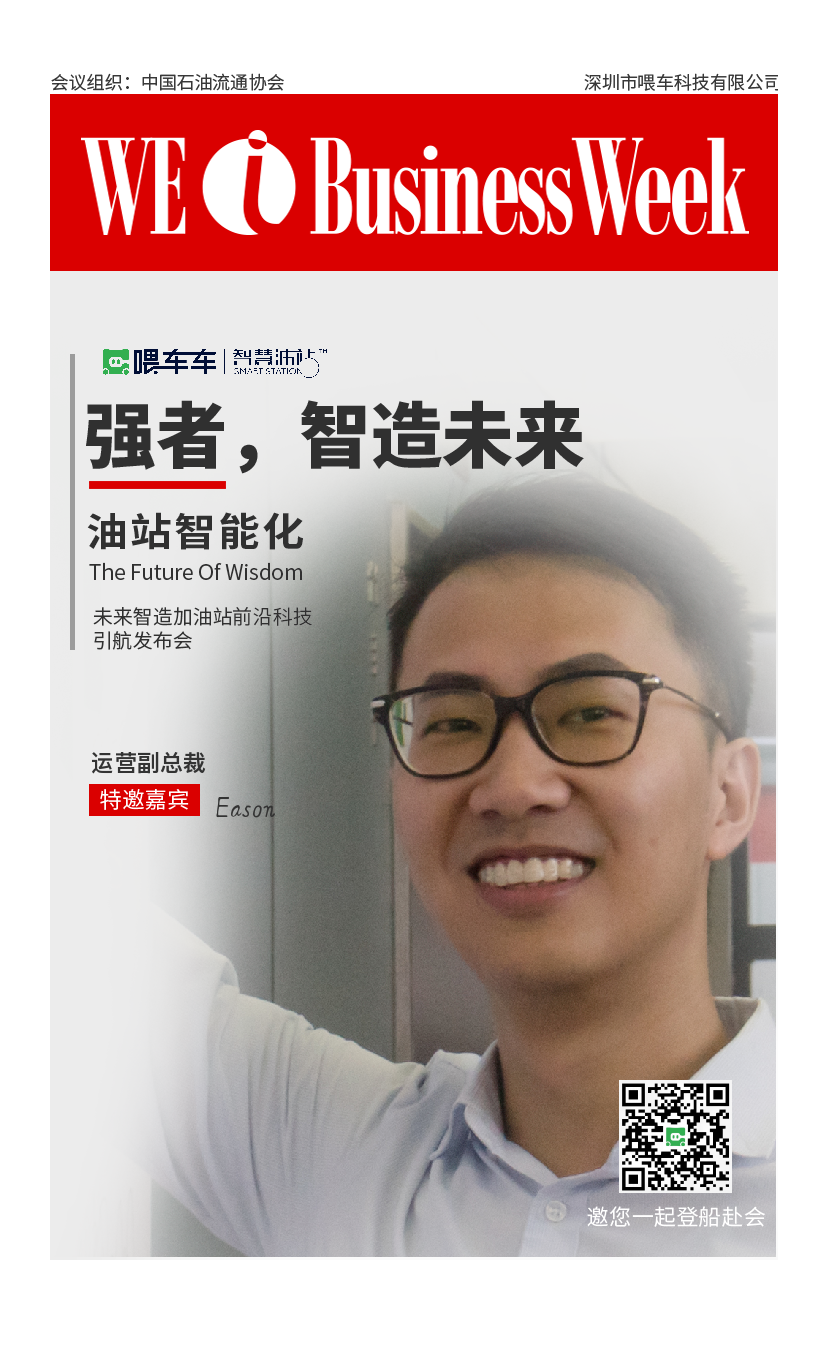 会议组织：中国石油流通协会
深圳市喂车科技有限公司
WE i BusinessWeek
喂车车 智慧油站™
SMART STATION
强者，智造未来
油站智能化
The Future Of Wisdom
未来智造加油站前沿科技
引航发布会
运营副总裁
特邀嘉宾 Eason
邀您一起登船赴会